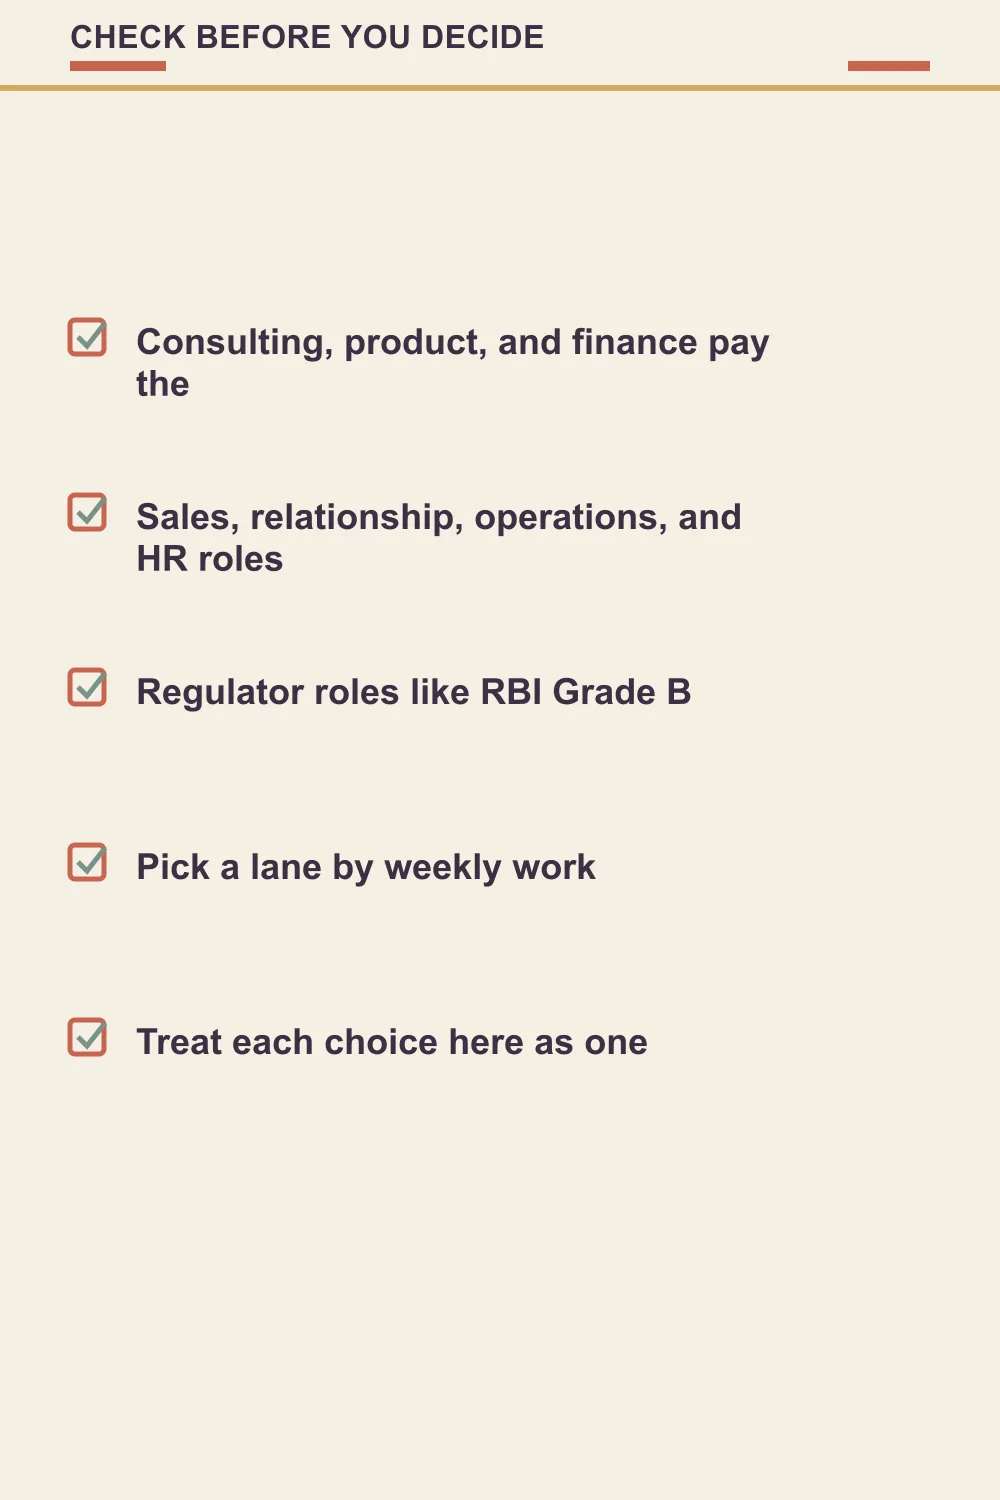 CHECK BEFORE YOU DECIDE
Consulting, product, and finance pay
the
Sales, relationship, operations, and
HR roles
Regulator roles like RBI Grade B
Pick a lane by weekly work
Treat each choice here as one